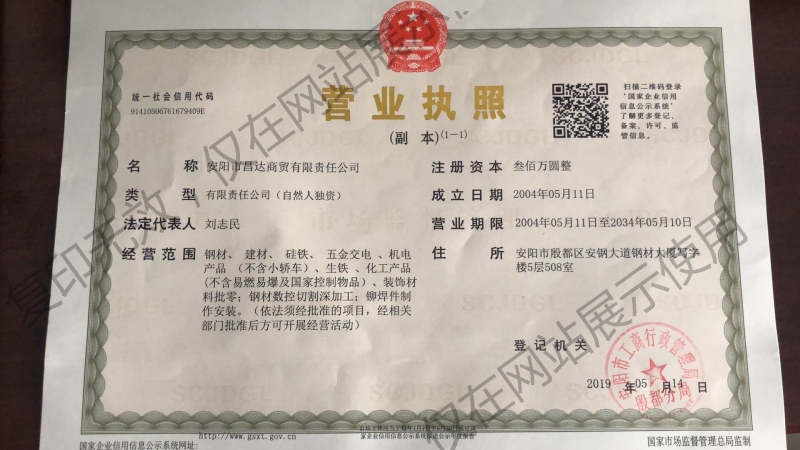 统一社会信用代码
91410506761679409E
营业执照
(副 本)(1-1)
扫描二维码登录
'国家企业信用
信息公示系统'
了解更多登记、
备案、许可、监
管信息。
名 称 安阳市昌达商贸有限责任公司
类 型 有限责任公司（自然人独资）
法定代表人 刘志民
经营范围 钢材、 建材、 硅铁、 五金交电 、机电
产品 （不含小轿车）、生铁 、化工产品
(不含易燃易爆及国家控制物品）、装饰材
料批零；钢材数控切割深加工；铆焊件制
作安装。（依法须经批准的项目，经相关
部门批准后方可开展经营活动）
注册资本 叁佰万圆整
成立日期 2004年05月11日
营业期限 2004年05月11日至2034年05月10日
住 所 安阳市殷都区安钢大道钢材大厦写字
楼5层508室
登记机关
安阳市工商行政管理局
殷都分局
2019 年 05 月 14 日
国家企业信用信息公示系统网址:
http://www.gsxt.gov.cn
国家市场监督管理总局监制
复印无效 仅在网站展示使用
仅在网站展示使用